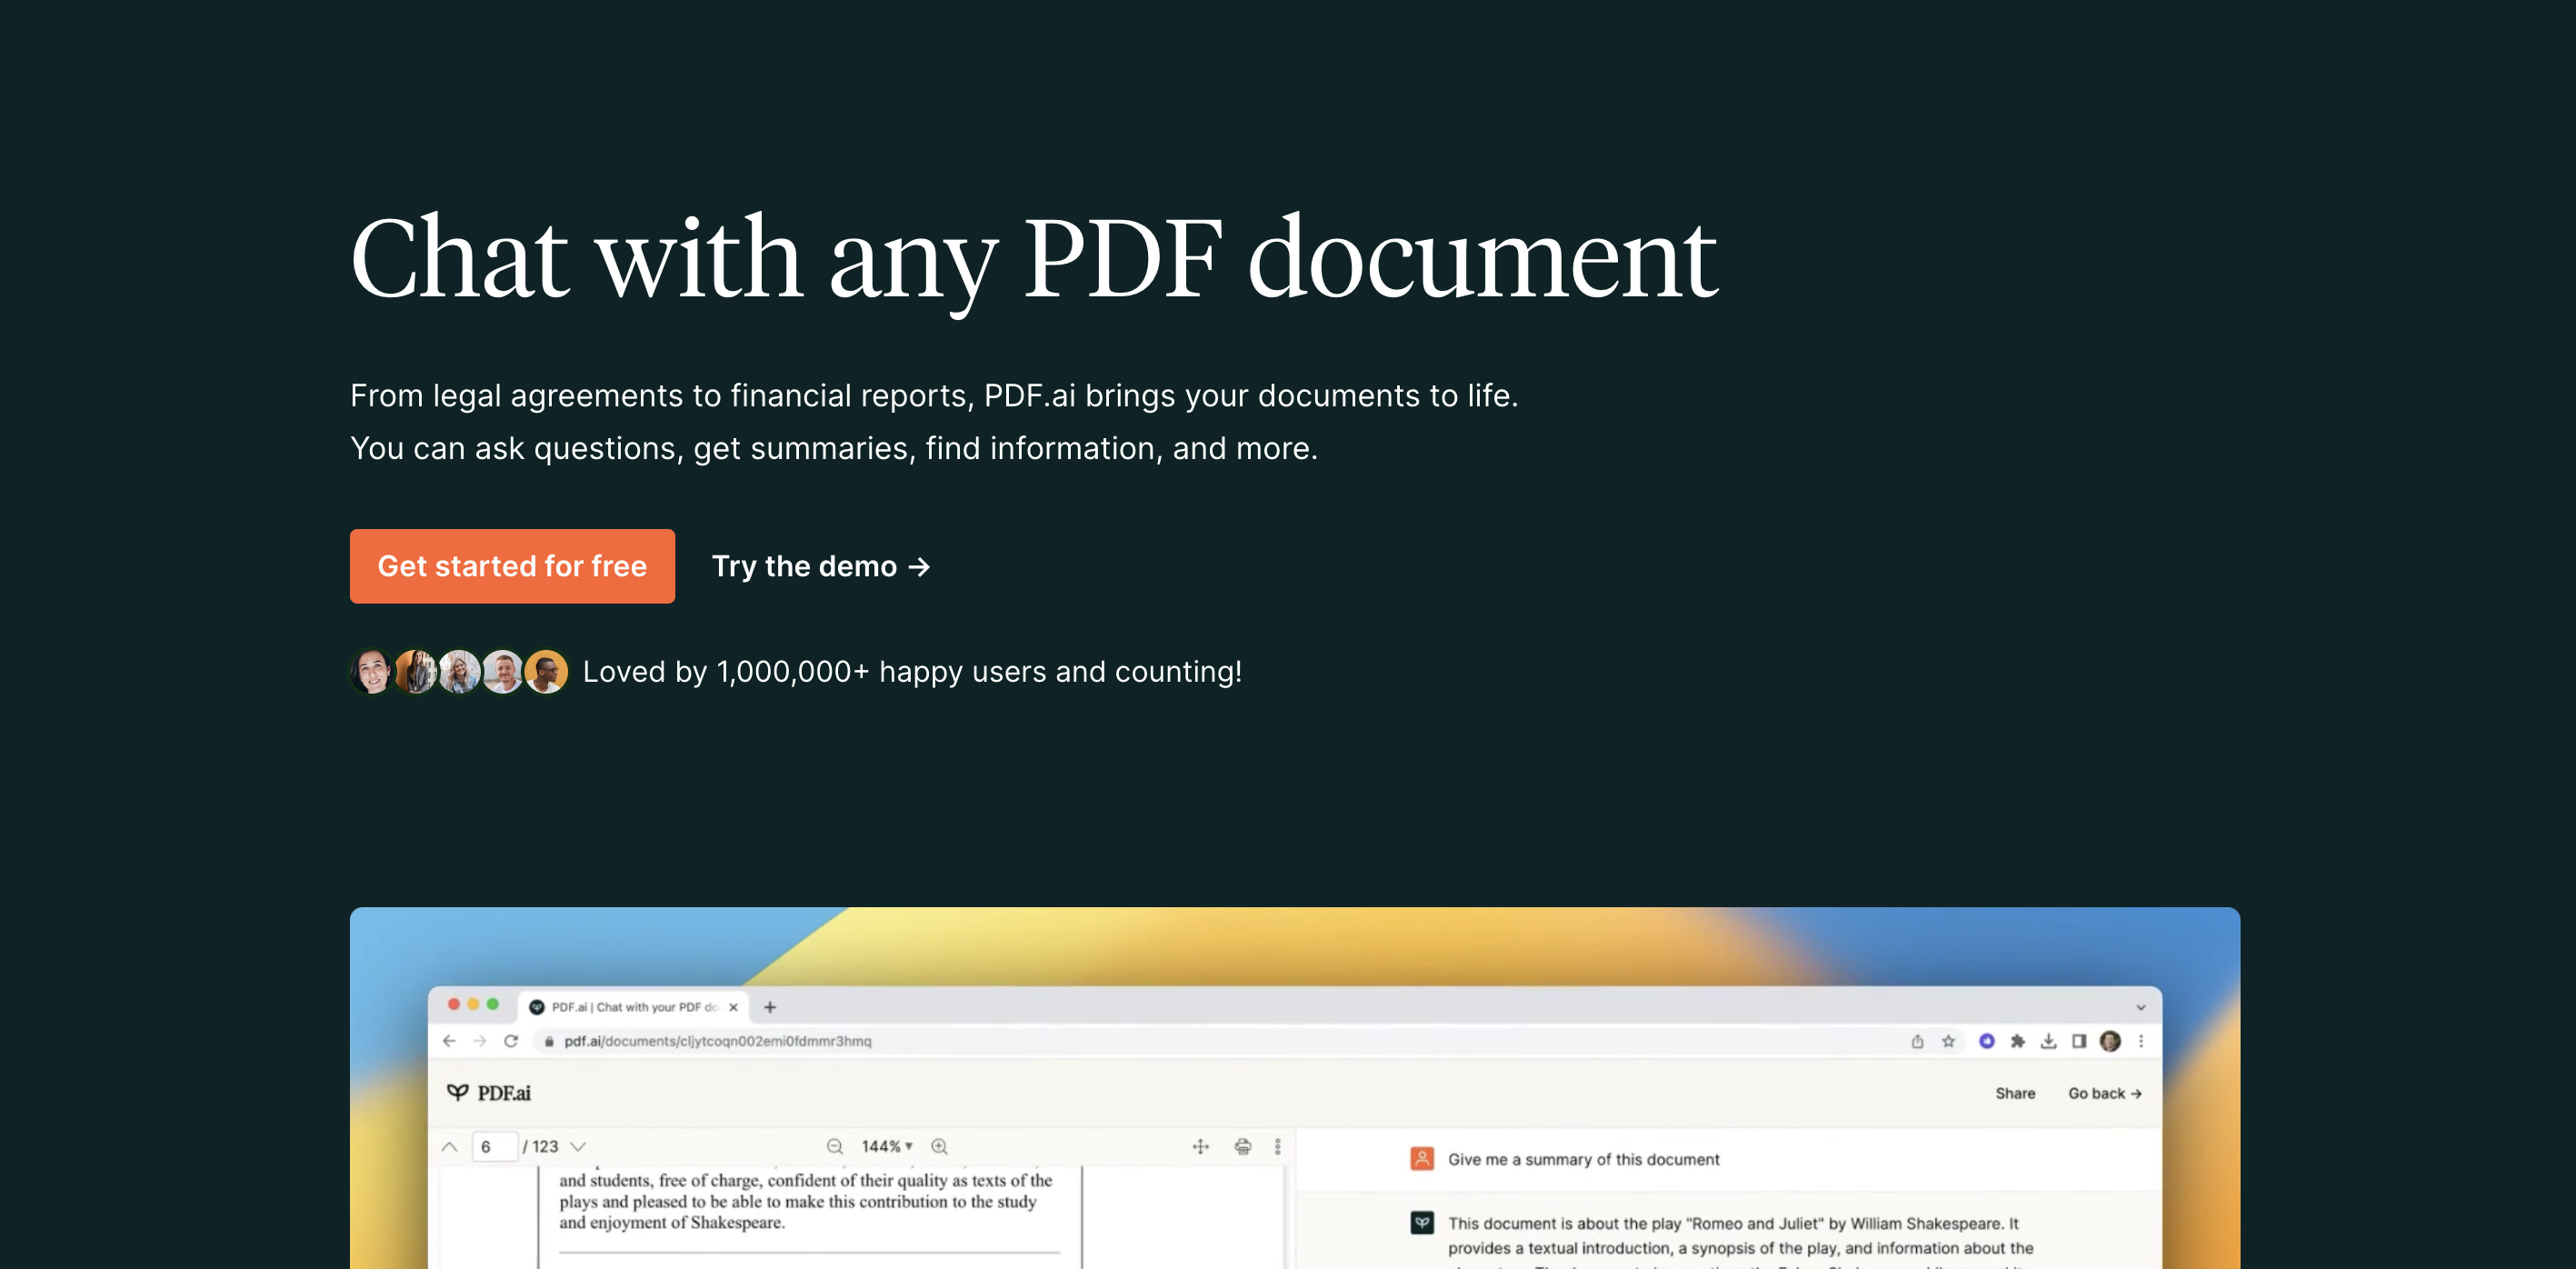 Chat with any PDF document
From legal agreements to financial reports, PDF.ai brings your documents to life.
You can ask questions, get summaries, find information, and more.
Get started for free
Try the demo →
Loved by 1,000,000+ happy users and counting!
PDF.ai | Chat with your PDF do
pdf.ai/documents/cljytcoqn002emi0fdmmr3hmq
PDF.ai
Share
Go back →
6 / 123
144%
and students, free of charge, confident of their quality as texts of the
plays and pleased to be able to make this contribution to the study
and enjoyment of Shakespeare.
Give me a summary of this document
This document is about the play "Romeo and Juliet" by William Shakespeare. It
provides a textual introduction, a synopsis of the play, and information about the